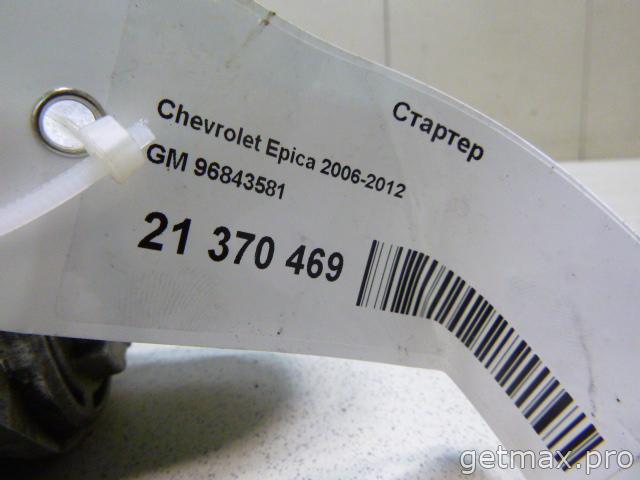 Стартер
Chevrolet Epica 2006-2012
GM 96843581
21 370 469
getmax.pro